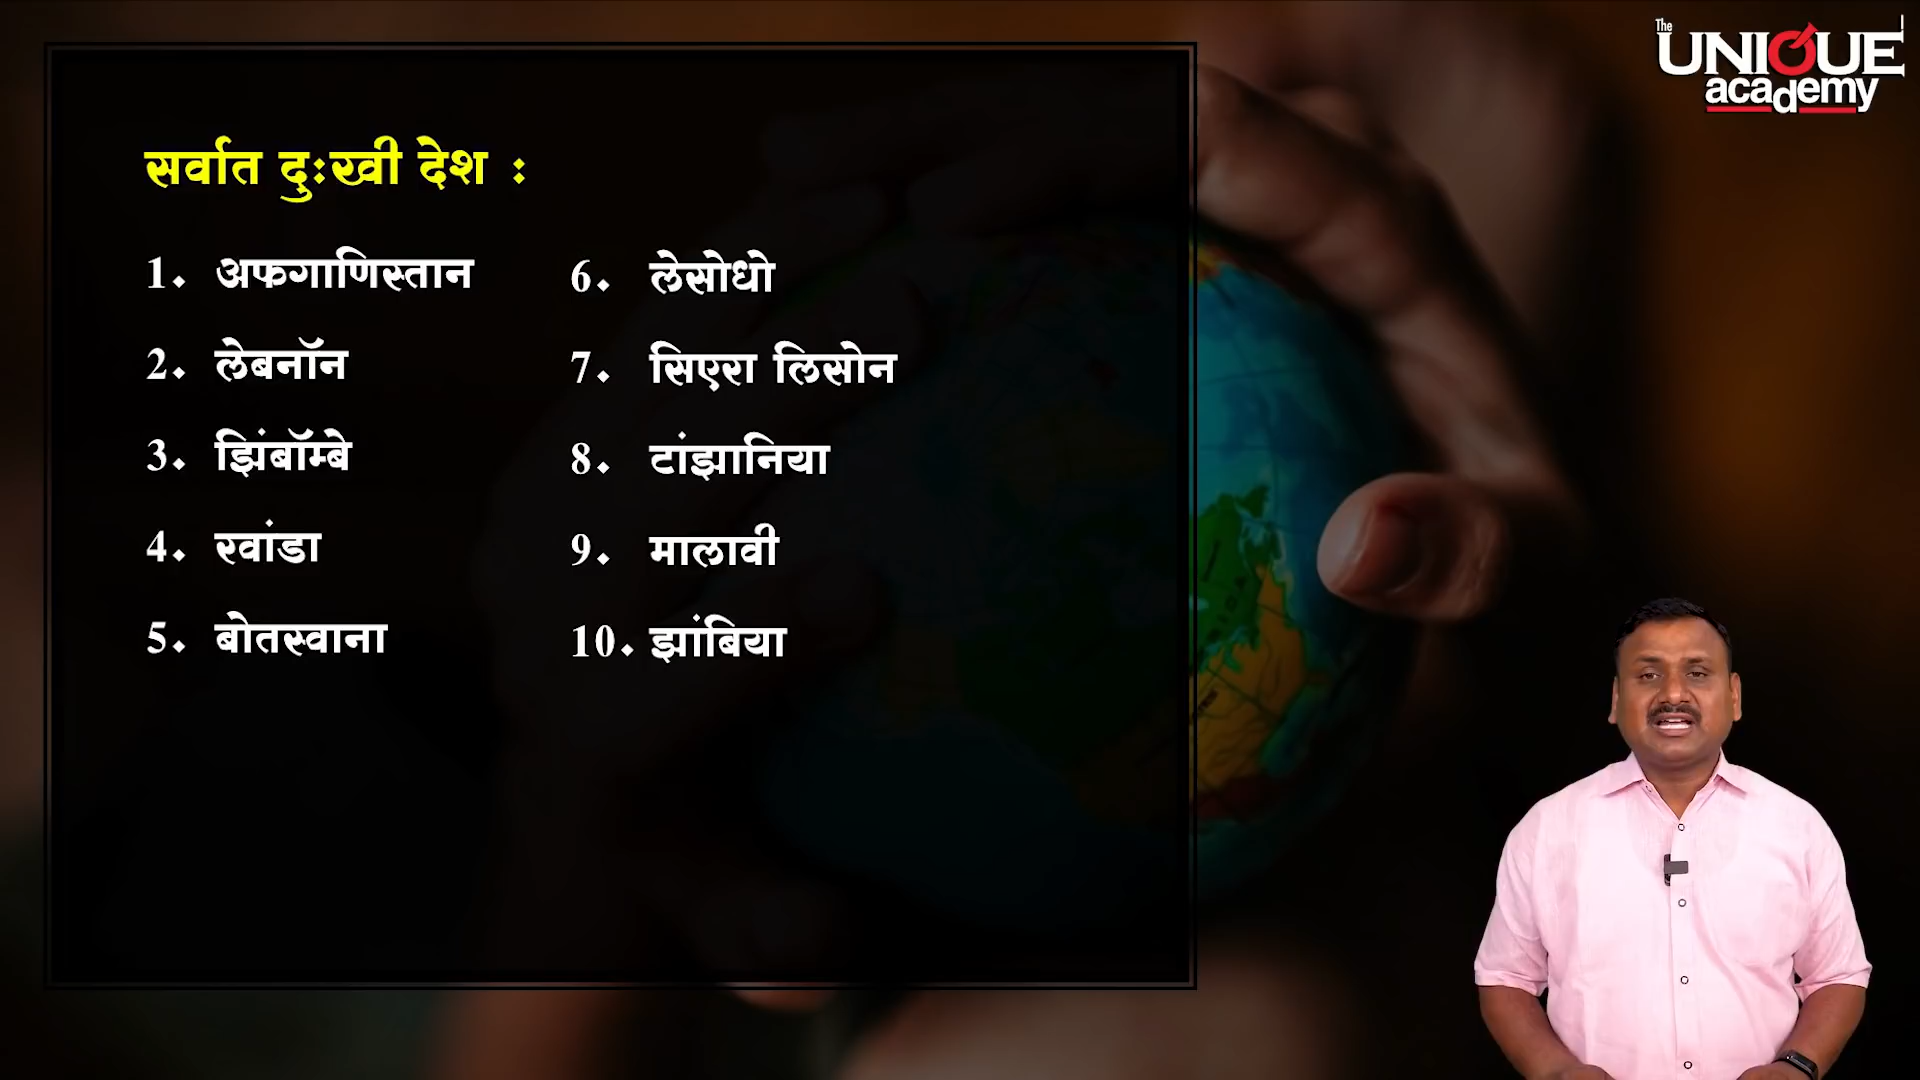 The
UNIQUE
academy
सर्वात दुःखी देश :
1. अफगाणिस्तान
2. लेबनॉन
3. झिंबॉम्बे
4. रवांडा
5. बोतस्वाना
6. लेसोधो
7. सिएरा लिसोन
8. टांझानिया
9. मालावी
10. झांबिया